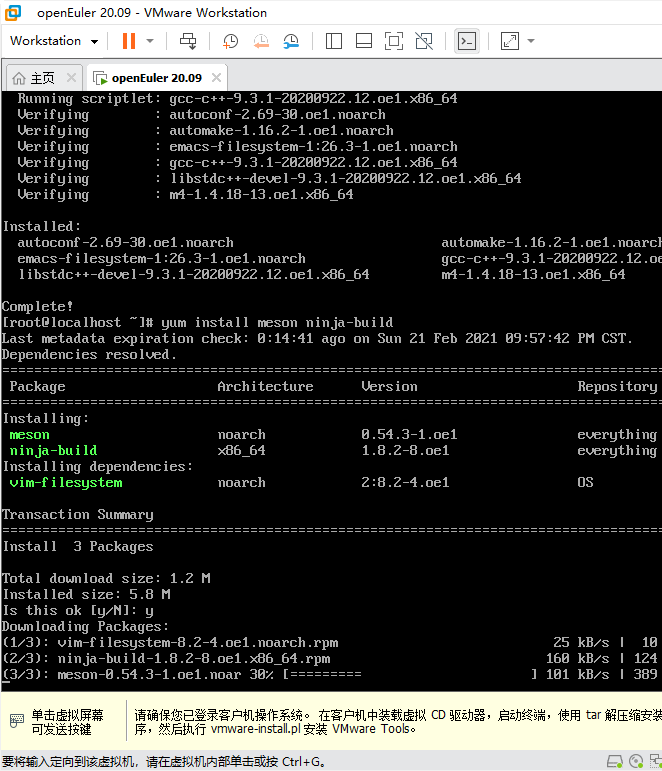 openEuler 20.09 - VMware Workstation
Workstation
主页 openEuler 20.09
Running scriptlet: gcc-c++-9.3.1-20200922.12.oe1.x86_64
Verifying : autoconf-2.69-30.oe1.noarch
Verifying : automake-1.16.2-1.oe1.noarch
Verifying : emacs-filesystem-1:26.3-1.oe1.noarch
Verifying : gcc-c++-9.3.1-20200922.12.oe1.x86_64
Verifying : libstdc++-devel-9.3.1-20200922.12.oe1.x86_64
Verifying : m4-1.4.18-13.oe1.x86_64
Installed:
autoconf-2.69-30.oe1.noarch automake-1.16.2-1.oe1.noarch
emacs-filesystem-1:26.3-1.oe1.noarch gcc-c++-9.3.1-20200922.12.oe
libstdc++-devel-9.3.1-20200922.12.oe1.x86_64 m4-1.4.18-13.oe1.x86_64
Complete!
[root@localhost ~]# yum install meson ninja-build
Last metadata expiration check: 0:14:41 ago on Sun 21 Feb 2021 09:57:42 PM CST.
Dependencies resolved.
================================================================================
Package Architecture Version Repository
================================================================================
Installing:
meson noarch 0.54.3-1.oe1 everything
ninja-build x86_64 1.8.2-8.oe1 everything
Installing dependencies:
vim-filesystem noarch 2:8.2-4.oe1 OS
Transaction Summary
================================================================================
Install 3 Packages
Total download size: 1.2 M
Installed size: 5.8 M
Is this ok [y/N]: y
Downloading Packages:
(1/3): vim-filesystem-8.2-4.oe1.noarch.rpm 25 kB/s | 10
(2/3): ninja-build-1.8.2-8.oe1.x86_64.rpm 160 kB/s | 124
(3/3): meson-0.54.3-1.oe1.noar 30% [========= ] 101 kB/s | 389
单击虚拟屏幕
可发送按键
请确保您已登录客户机操作系统。在客户机中装载虚拟 CD 驱动器，启动终端，使用 tar 解压缩安装
序，然后执行 vmware-install.pl 安装 VMware Tools。
要将输入定向到该虚拟机，请在虚拟机内部单击或按 Ctrl+G。